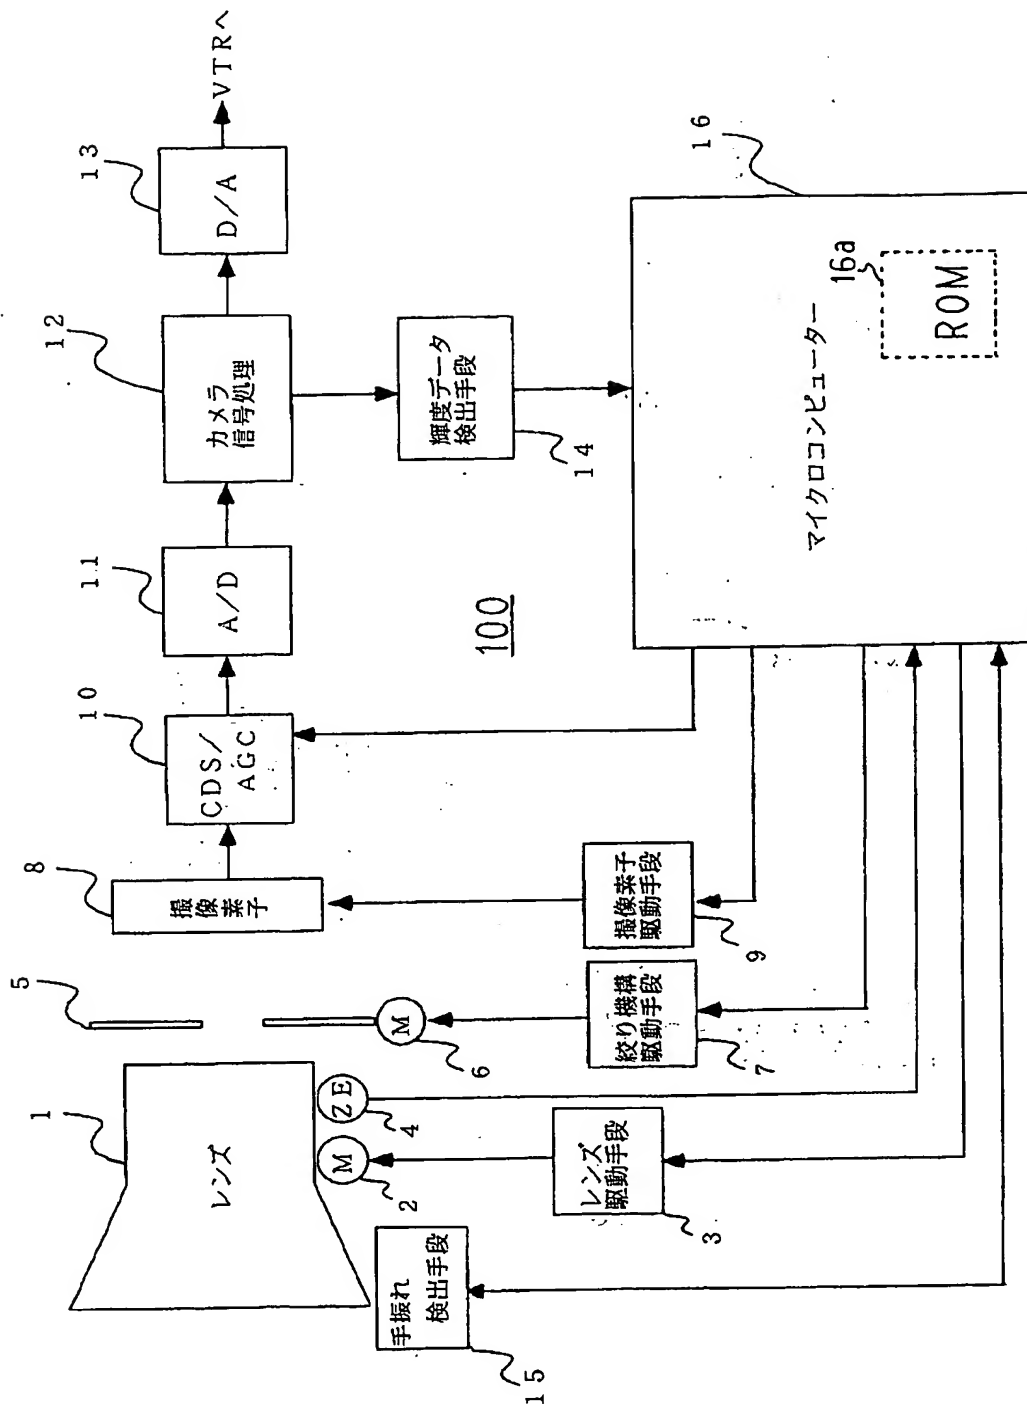 1
レンズ
2
M
4
ZE
3
レンズ
駆動手段
15
手振れ
検出手段
5
6
M
7
絞り機構
駆動手段
8
撮像素子
9
撮像素子
駆動手段
10
CDS/
AGC
11
A/D
12
カメラ
信号処理
13
D/A
VTRへ
14
輝度データ
検出手段
100
16
マイクロコンピューター
16a
ROM